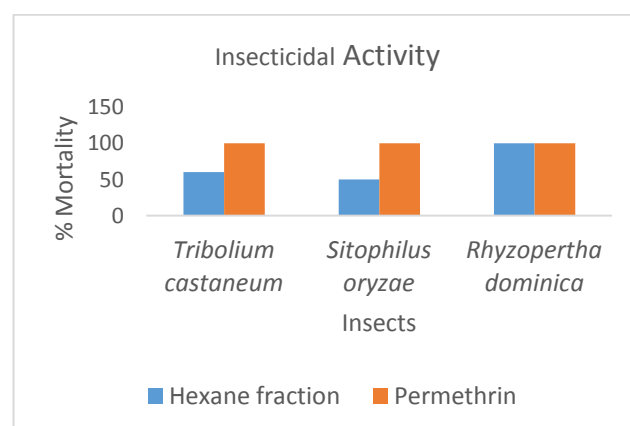 Insecticidal Activity
150
100
50
0
% Mortality
Tribolium castaneum
Sitophilus oryzae
Rhyzopertha dominica
Insects
Hexane fraction
Permethrin